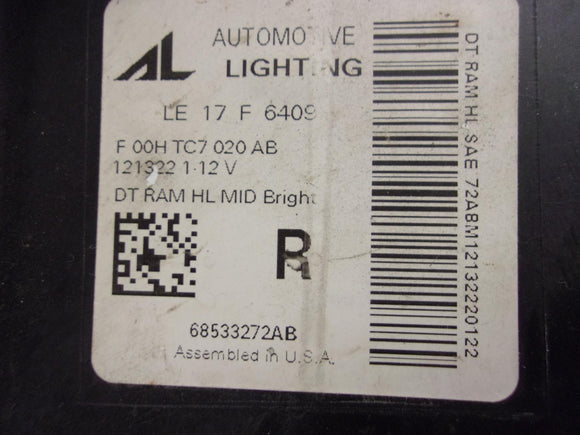 AL AUTOMOTIVE
LIGHTING
LE 17 F 6409
F 00H TC7 020 AB
121322 1-12 V
DT RAM HL MID Bright
R
68533272AB
Assembled in U.S.A.
DT RAM HL SAE 72ABM12132220122